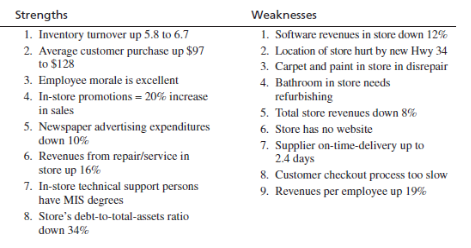 Strengths
1. Inventory turnover up 5.8 to 6.7
2. Average customer purchase up $97
to $128
3. Employee morale is excellent
4. In-store promotions = 20% increase
in sales
5. Newspaper advertising expenditures
down 10%
6. Revenues from repair/service in
store up 16%
7. In-store technical support persons
have MIS degrees
8. Store's debt-to-total-assets ratio
down 34%
Weaknesses
1. Software revenues in store down 12%
2. Location of store hurt by new Hwy 34
3. Carpet and paint in store in disrepair
4. Bathroom in store needs
refurbishing
5. Total store revenues down 8%
6. Store has no website
7. Supplier on-time-delivery up to
2.4 days
8. Customer checkout process too slow
9. Revenues per employee up 19%